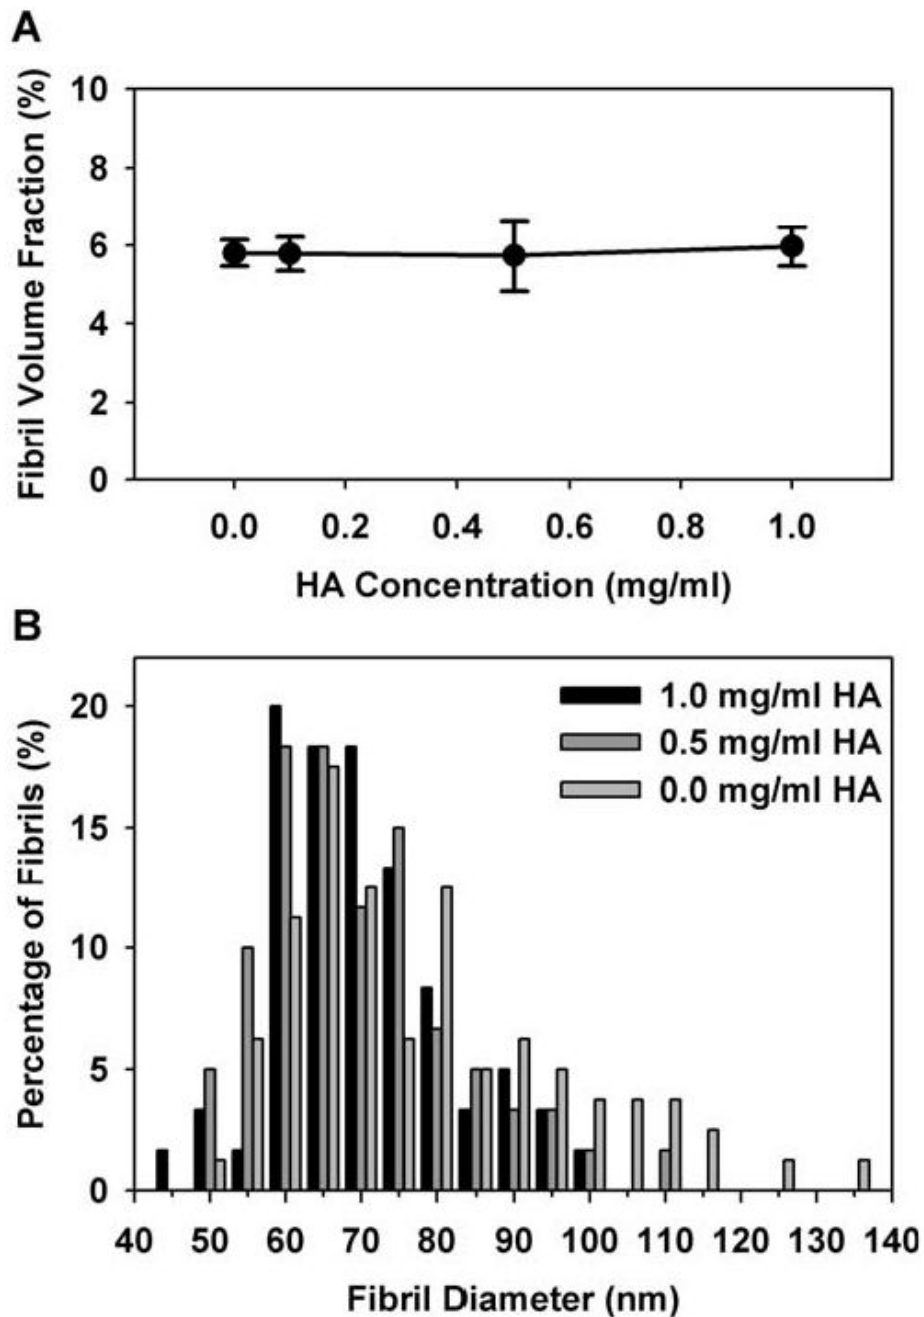 A
Fibril Volume Fraction (%)
10
8
6
4
2
0
0.0 0.2 0.4 0.6 0.8 1.0
HA Concentration (mg/ml)
B
Percentage of Fibrils (%)
20
15
10
5
0
1.0 mg/ml HA
0.5 mg/ml HA
0.0 mg/ml HA
40 50 60 70 80 90 100 110 120 130 140
Fibril Diameter (nm)